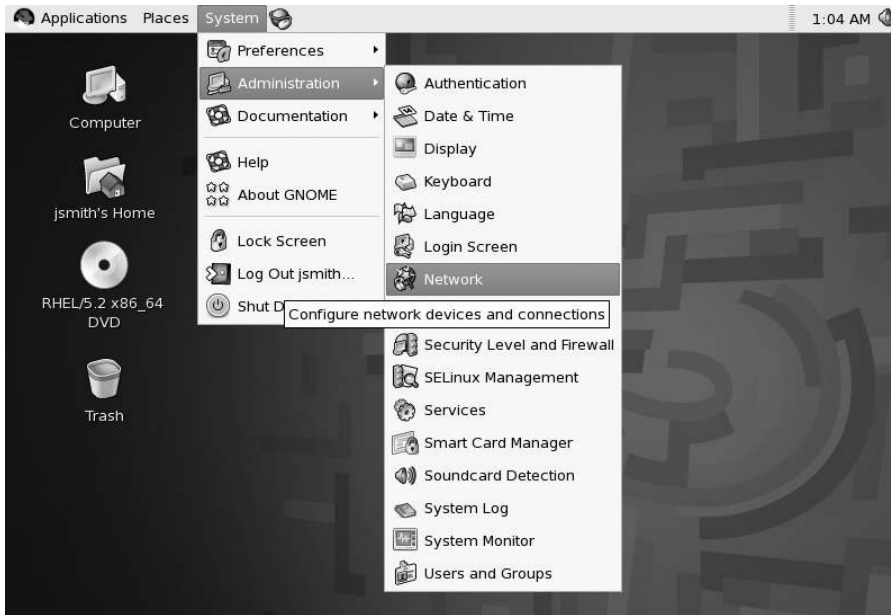 Applications Places System
1:04 AM
Computer
jsmith's Home
RHEL/5.2 x86_64
DVD
Trash
Preferences
Administration
Documentation
Help
About GNOME
Lock Screen
Log Out jsmith...
Shut D
Authentication
Date & Time
Display
Keyboard
Language
Login Screen
Network
Configure network devices and connections
Security Level and Firewall
SELinux Management
Services
Smart Card Manager
Soundcard Detection
System Log
System Monitor
Users and Groups